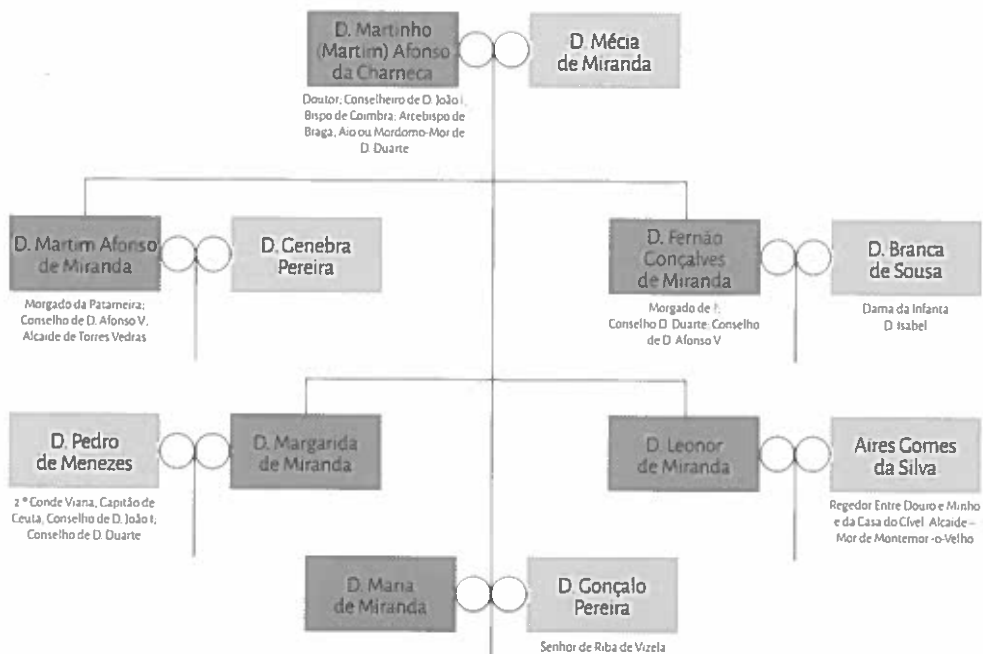 D. Martinho
(Martim) Afonso
da Charneca
D. Mécia
de Miranda
Doutor; Conselheiro de D. João I,
Bispo de Coimbra; Arcebispo de
Braga, Aio ou Mordomo-Mor de
D. Duarte
D. Martim Afonso
de Miranda
D. Genebra
Pereira
Morgado da Patameira;
Conselho de D. Afonso V,
Alcaide de Torres Vedras
D. Fernão
Gonçalves
de Miranda
D. Branca
de Sousa
Morgado de ?;
Conselho D. Duarte; Conselho
de D. Afonso V
Dama da Infanta
D. Isabel
D. Pedro
de Menezes
D. Margarida
de Miranda
2.º Conde Viana, Capitão de
Ceuta, Conselho de D. João I;
Conselho de D. Duarte
D. Leonor
de Miranda
Aires Gomes
da Silva
Regedor Entre Douro e Minho
e da Casa do Cível. Alcaide –
Mor de Montemor -o-Velho
D. Maria
de Miranda
D. Gonçalo
Pereira
Senhor de Riba de Vizela